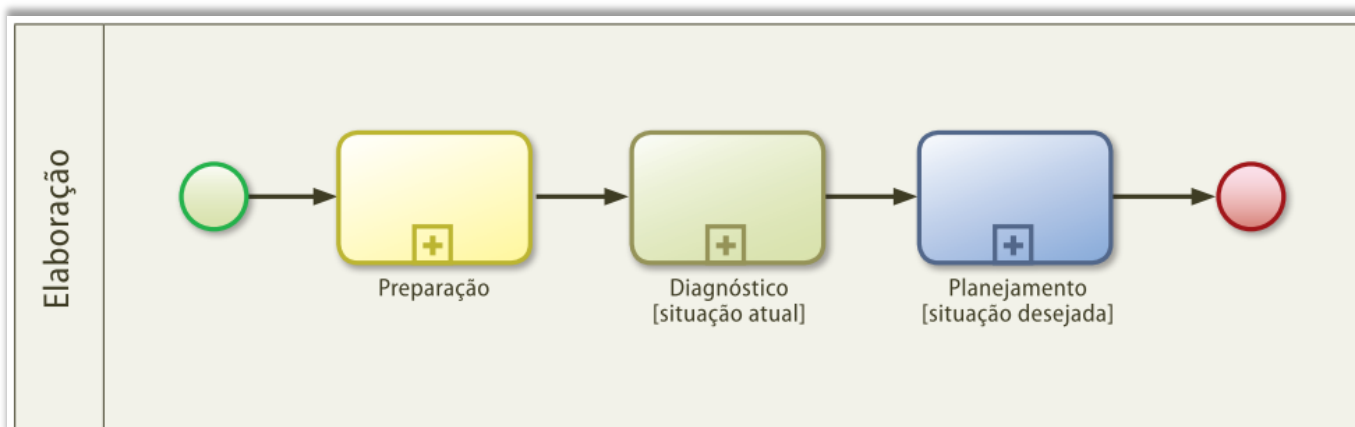 Elaboração
Preparação
Diagnóstico
[situação atual]
Planejamento
[situação desejada]